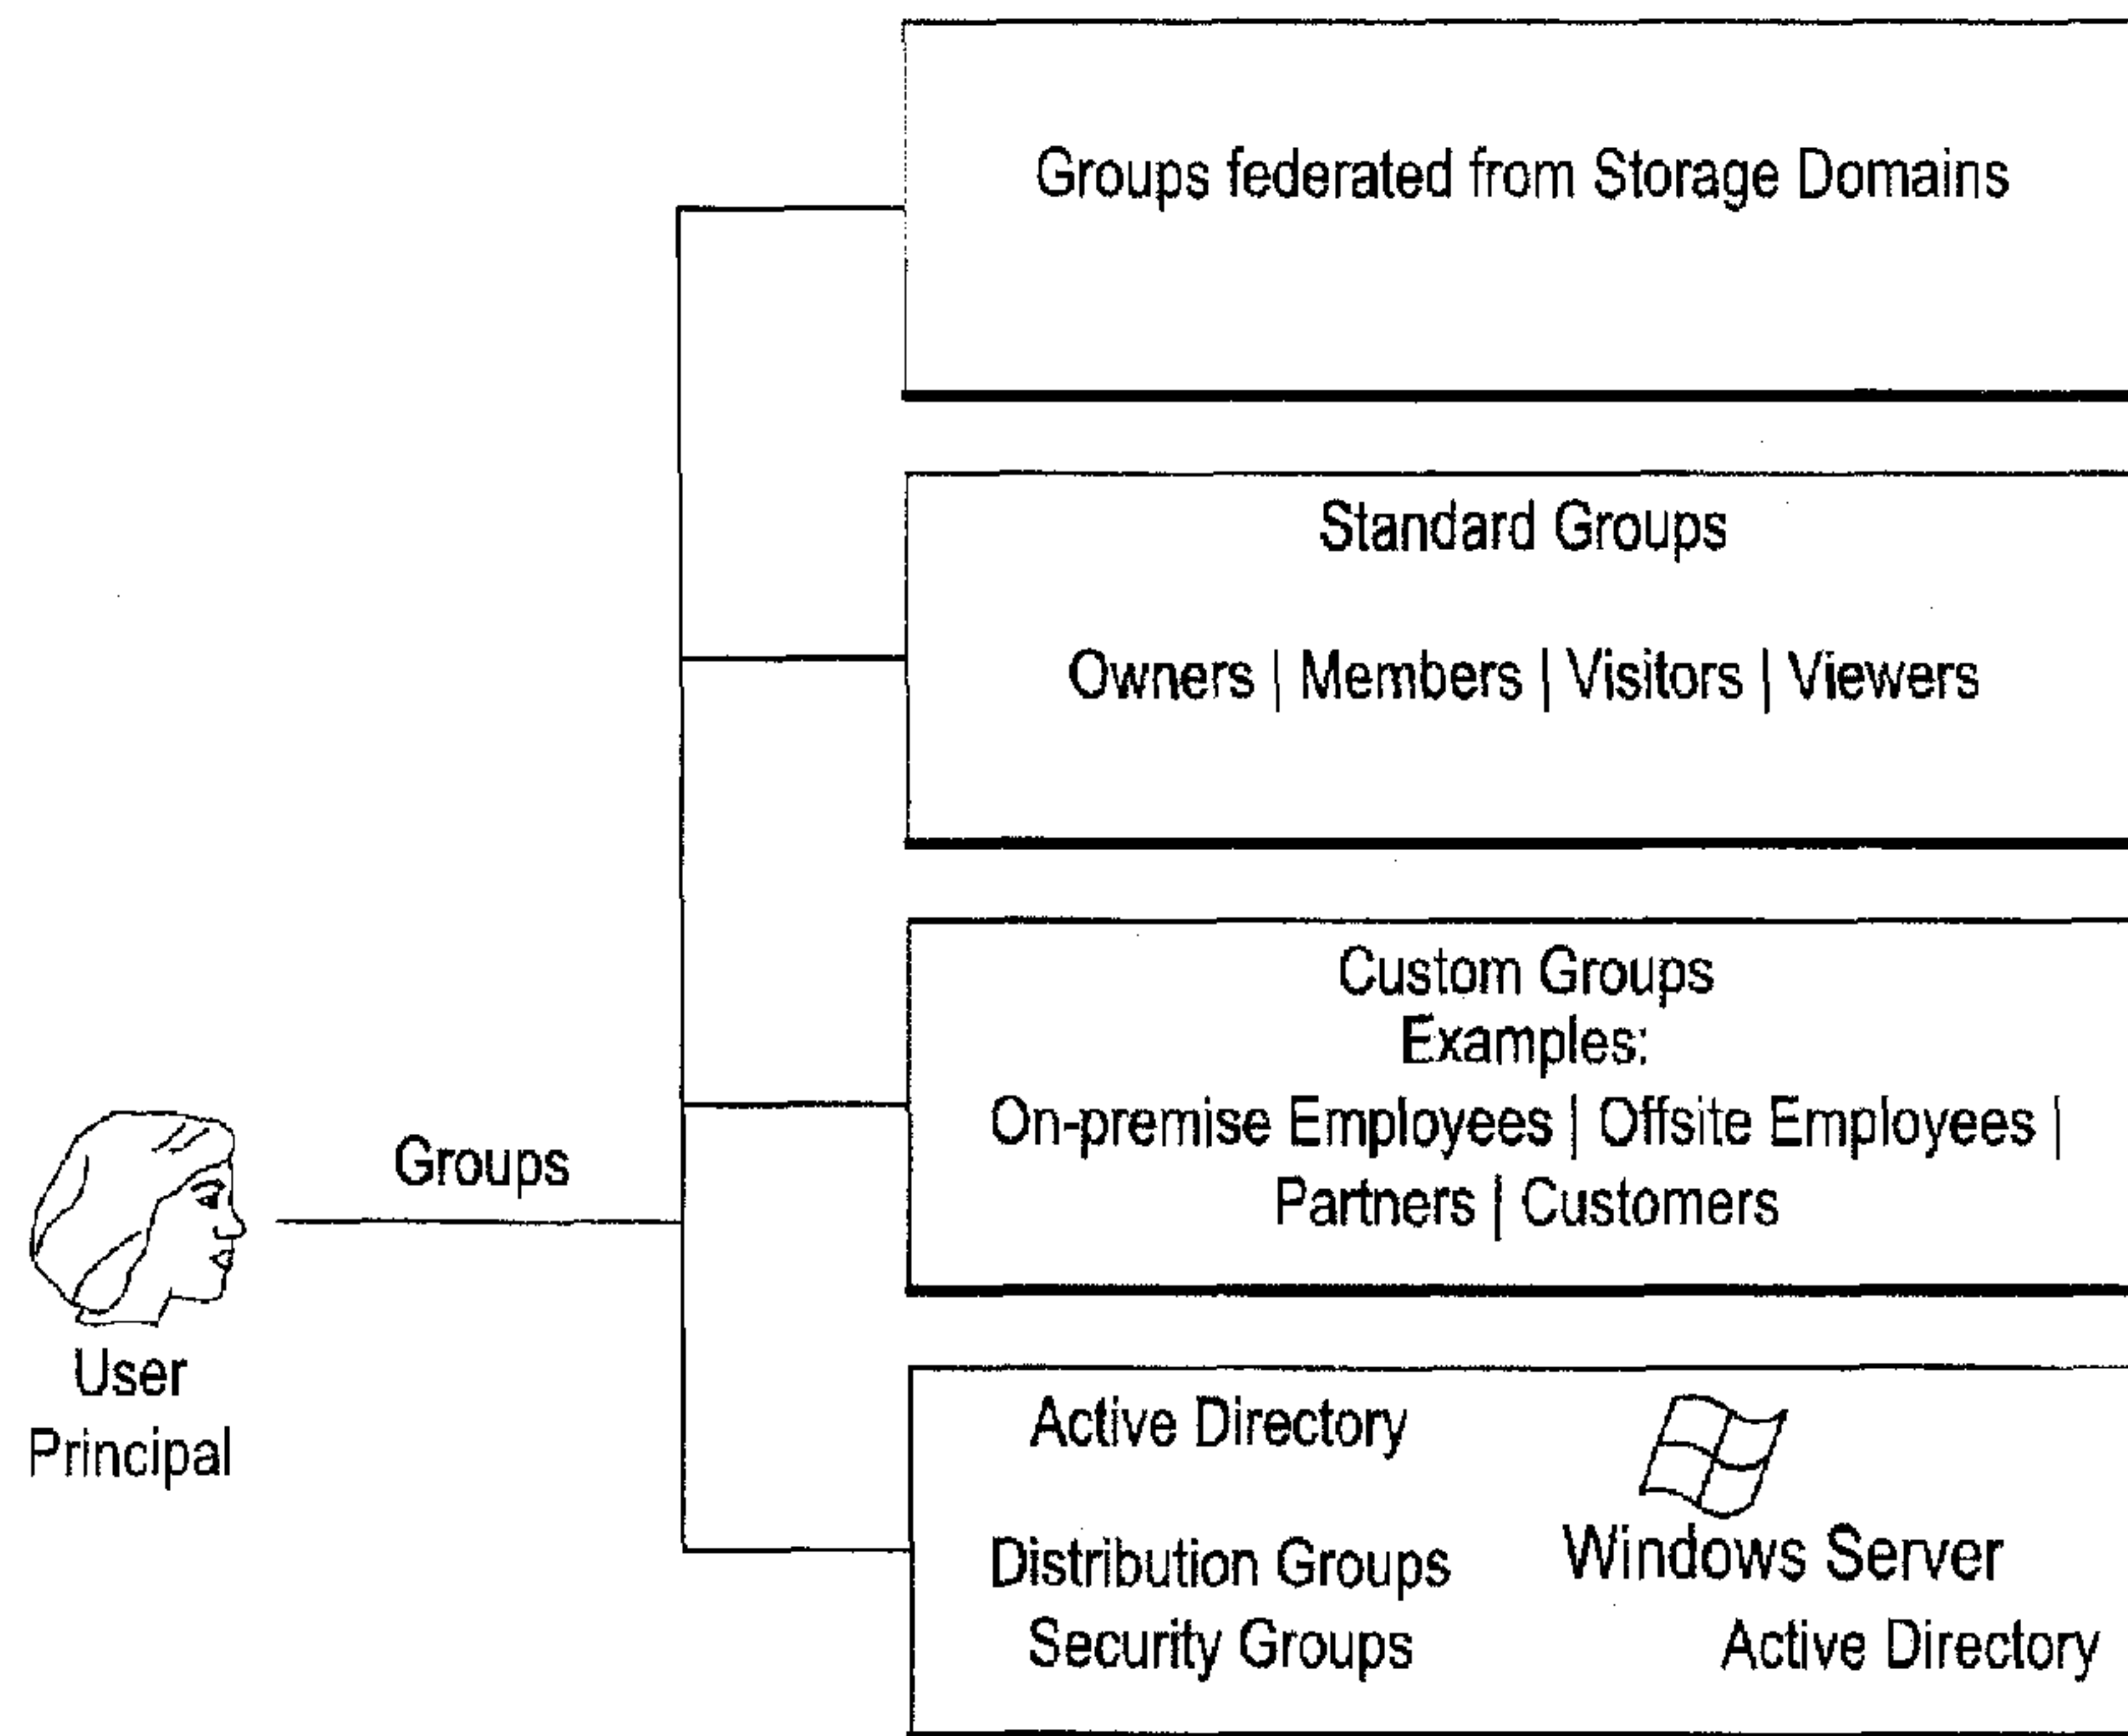 Groups federated from Storage Domains
Standard Groups
Owners | Members | Visitors | Viewers
Custom Groups
Examples:
On-premise Employees | Offsite Employees |
Partners | Customers
Groups
User
Principal
Active Directory
Distribution Groups
Security Groups
Windows Server
Active Directory